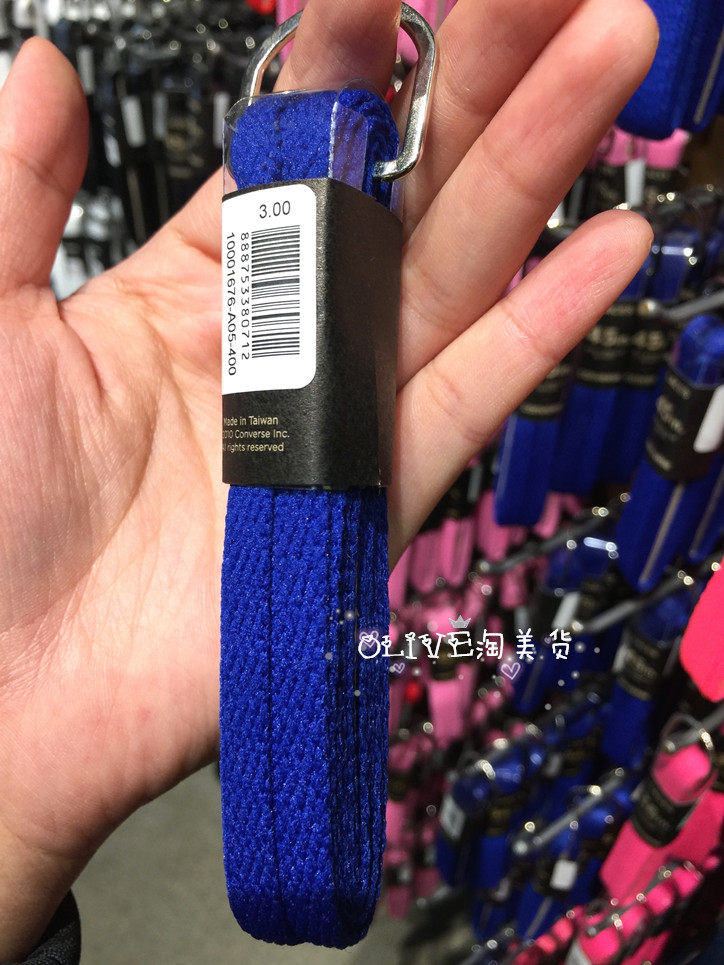 3.00
888753380712
10001676-A05-400
Made in Taiwan
2010 Converse Inc.
All rights reserved
OLIVE淘美货